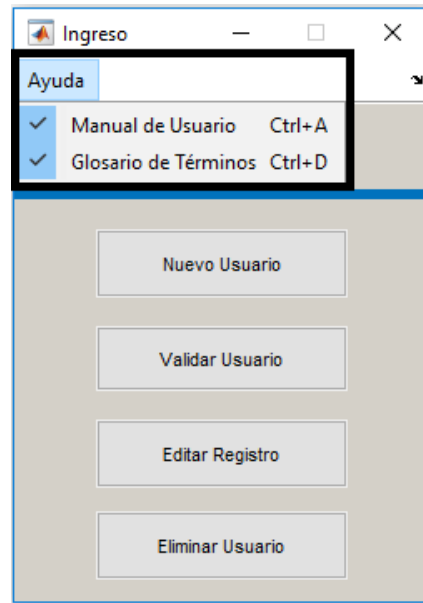 Ingreso
Ayuda
Manual de Usuario Ctrl+A
Glosario de Términos Ctrl+D
Nuevo Usuario
Validar Usuario
Editar Registro
Eliminar Usuario